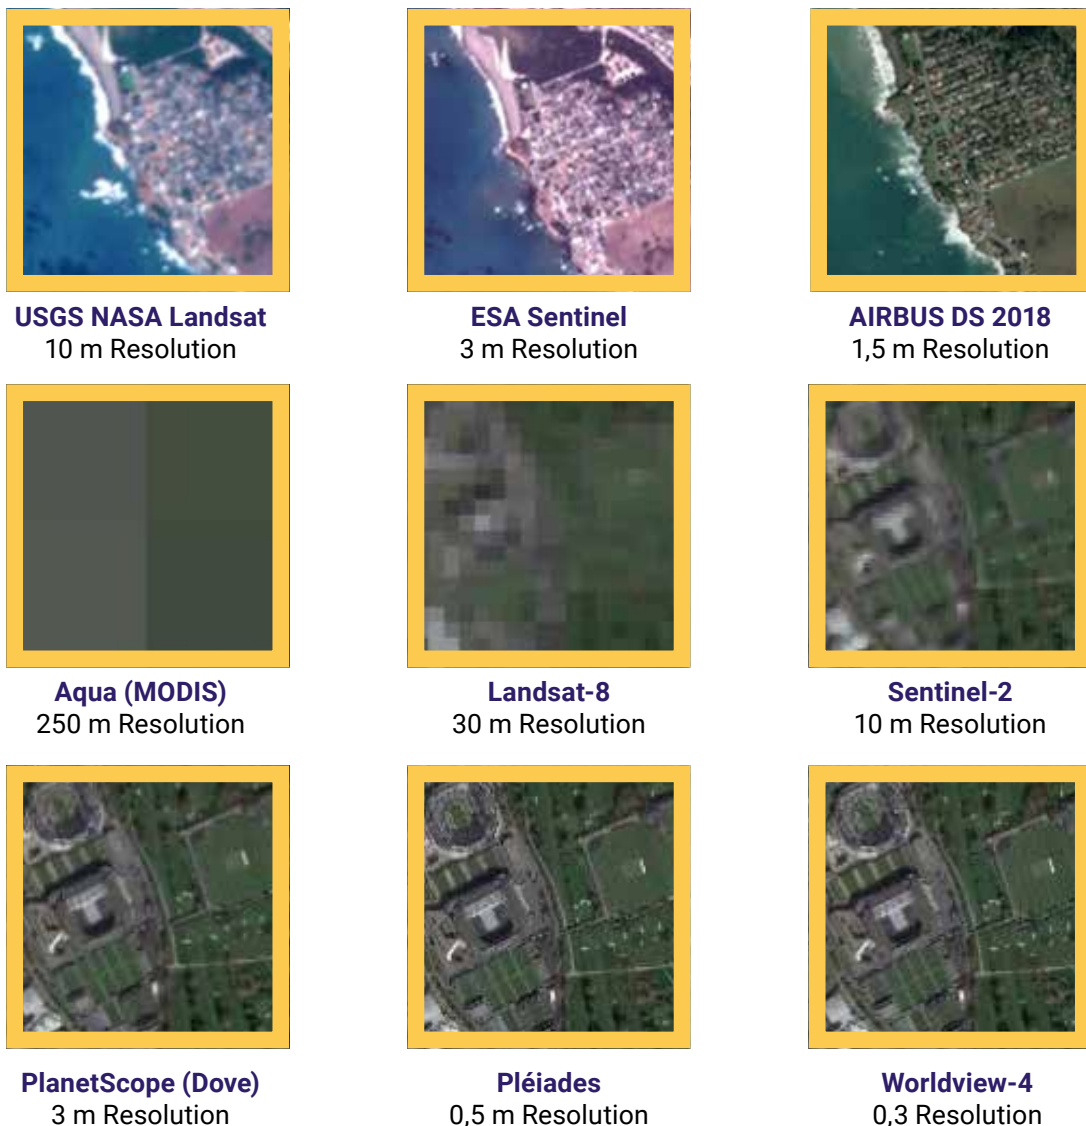 USGS NASA Landsat
10 m Resolution
ESA Sentinel
3 m Resolution
AIRBUS DS 2018
1,5 m Resolution
Aqua (MODIS)
250 m Resolution
Landsat-8
30 m Resolution
Sentinel-2
10 m Resolution
PlanetScope (Dove)
3 m Resolution
Pléiades
0,5 m Resolution
Worldview-4
0,3 Resolution